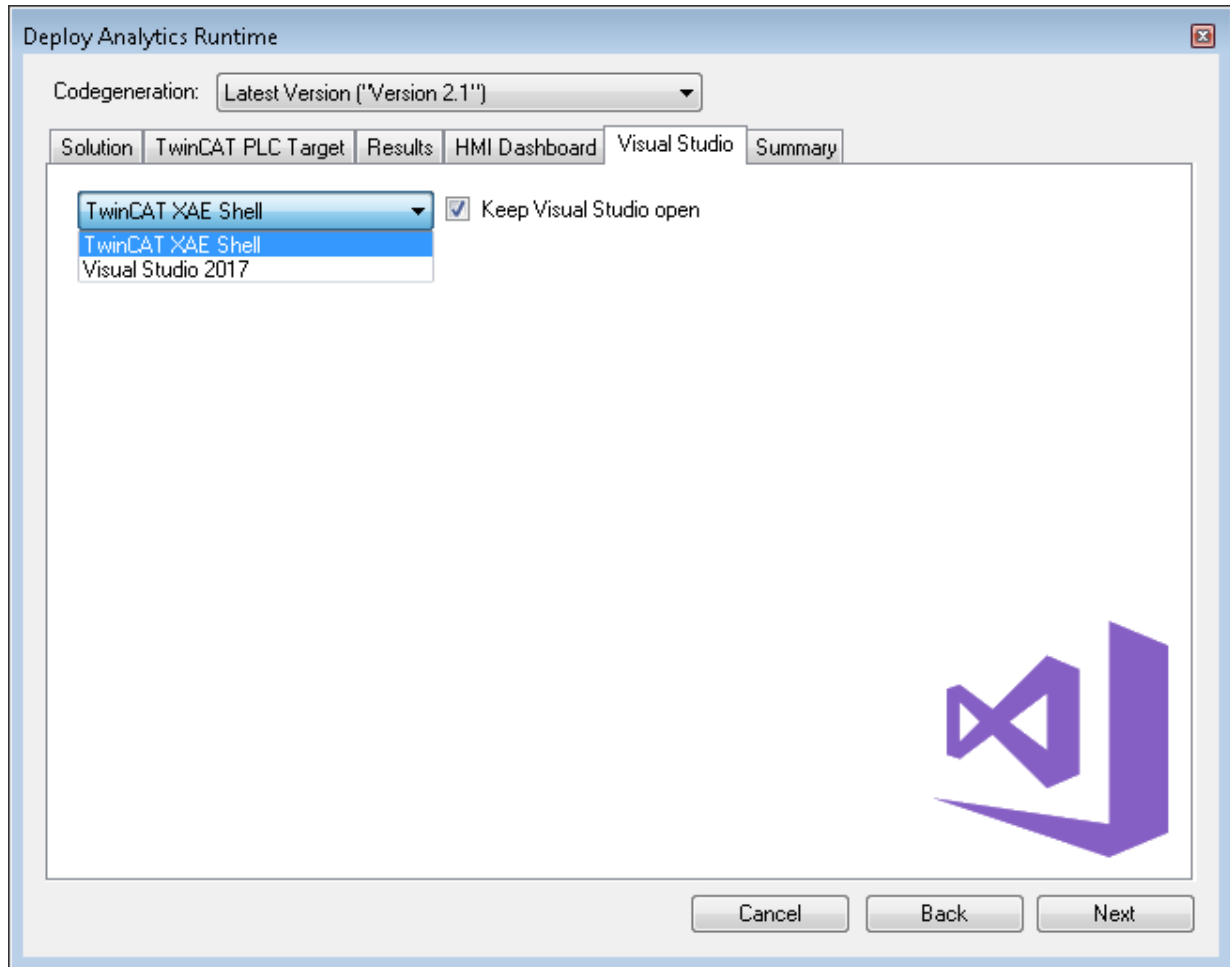 Deploy Analytics Runtime
Codegeneration: Latest Version ("Version 2.1")
Solution TwinCAT PLC Target Results HMI Dashboard Visual Studio Summary
TwinCAT XAE Shell Keep Visual Studio open
TwinCAT XAE Shell
Visual Studio 2017
Cancel Back Next